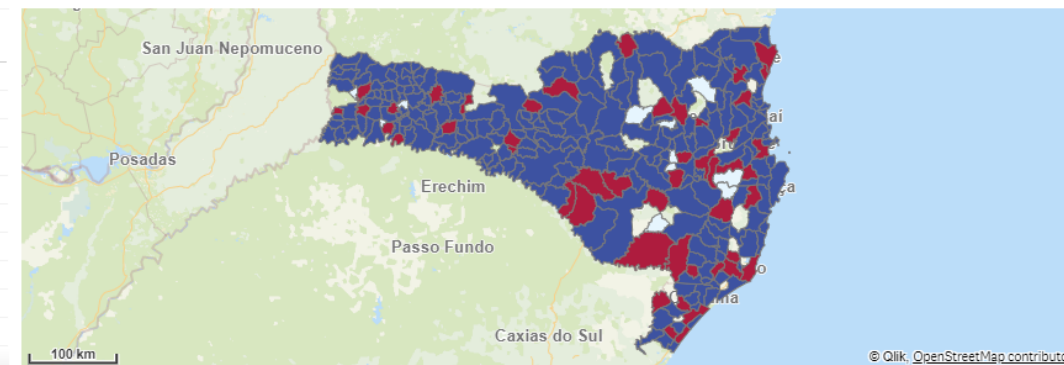 San Juan Nepomuceno
Posadas
Erechim
Passo Fundo
Caxias do Sul
100 km
© Qlik, OpenStreetMap contributo